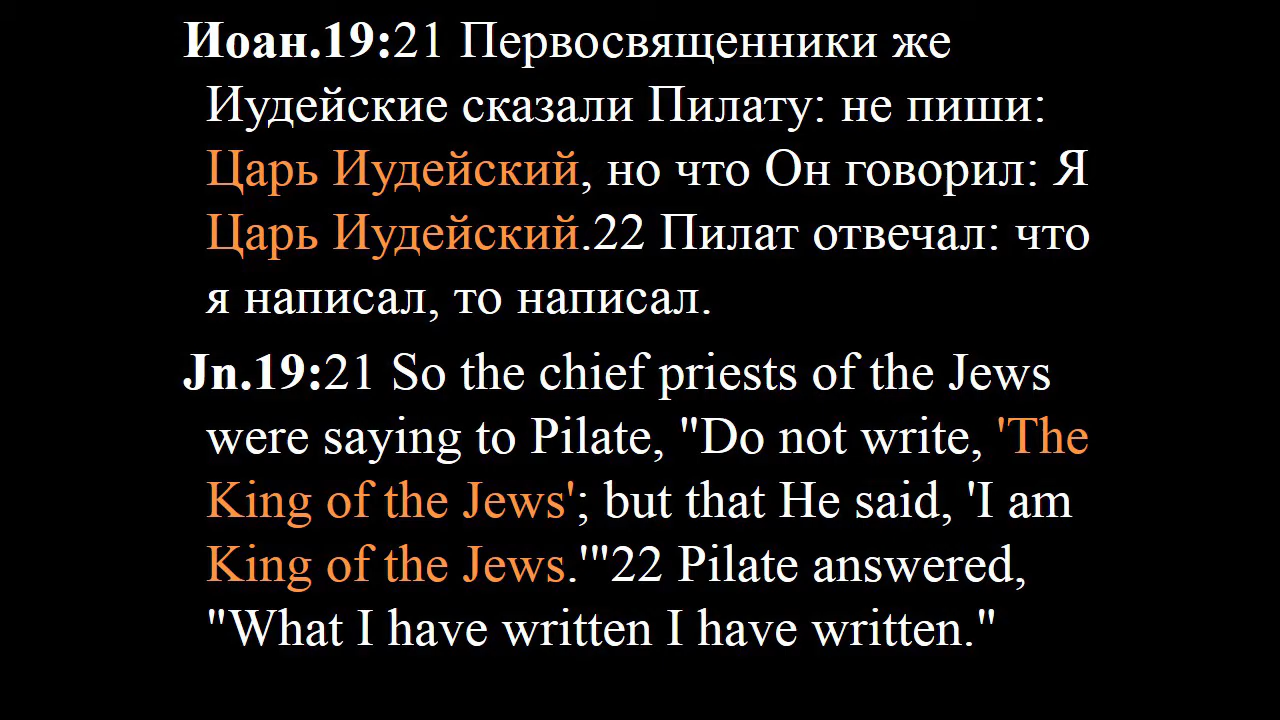 Иоан.19:21 Первосвященники же
Иудейские сказали Пилату: не пиши:
Царь Иудейский, но что Он говорил: Я
Царь Иудейский.22 Пилат отвечал: что
я написал, то написал.
Jn.19:21 So the chief priests of the Jews
were saying to Pilate, "Do not write, 'The
King of the Jews'; but that He said, 'I am
King of the Jews.'"22 Pilate answered,
"What I have written I have written."